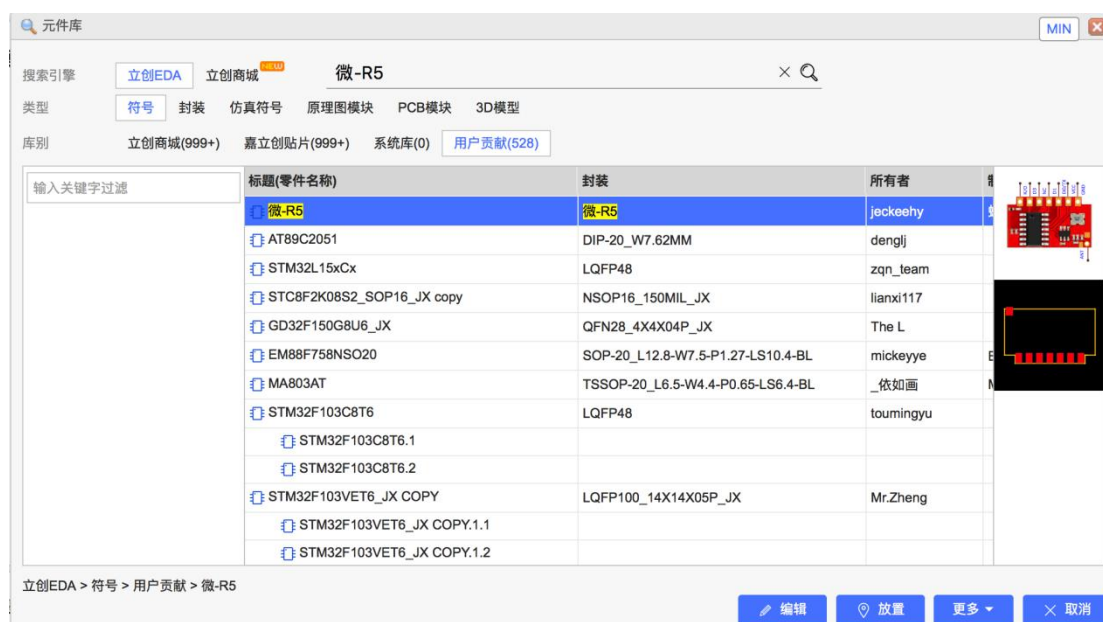 元件库 MIN
搜索引擎 立创EDA 立创商城 NEW 微-R5
类型 符号 封装 仿真符号 原理图模块 PCB模块 3D模型
库别 立创商城(999+) 嘉立创贴片(999+) 系统库(0) 用户贡献(528)
输入关键字过滤
标题(零件名称) 封装 所有者
微-R5 微-R5 jeckeehy
AT89C2051 DIP-20_W7.62MM denglj
STM32L15xCx LQFP48 zqn_team
STC8F2K08S2_SOP16_JX copy NSOP16_150MIL_JX lianxi117
GD32F150G8U6_JX QFN28_4X4X04P_JX The L
EM88F758NSO20 SOP-20_L12.8-W7.5-P1.27-LS10.4-BL mickeyye
MA803AT TSSOP-20_L6.5-W4.4-P0.65-LS6.4-BL _依如画
STM32F103C8T6 LQFP48 toumingyu
STM32F103C8T6.1
STM32F103C8T6.2
STM32F103VET6_JX COPY LQFP100_14X14X05P_JX Mr.Zheng
STM32F103VET6_JX COPY.1.1
STM32F103VET6_JX COPY.1.2
立创EDA > 符号 > 用户贡献 > 微-R5
编辑 放置 更多 取消